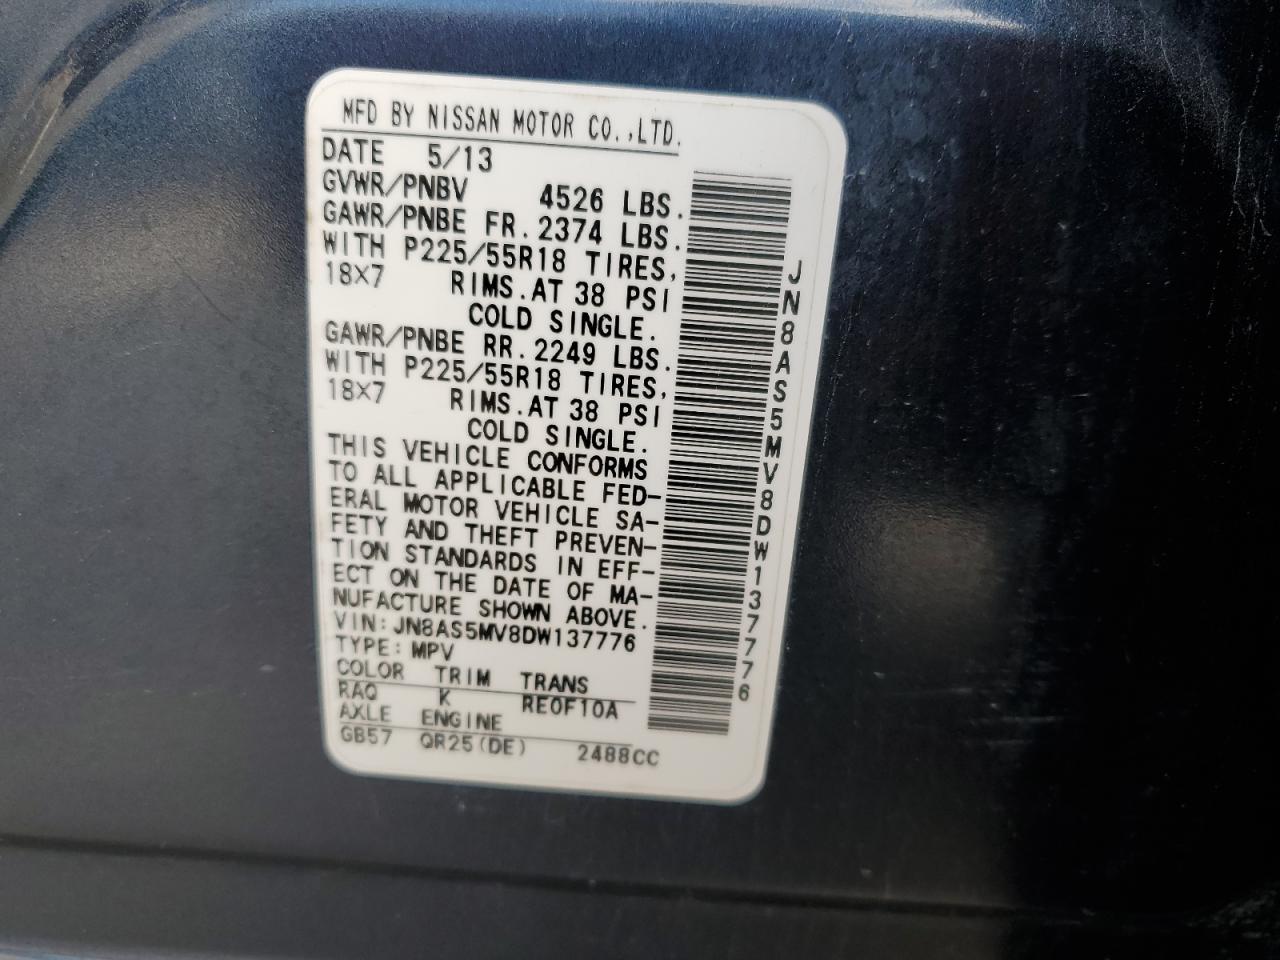 MFD BY NISSAN MOTOR CO.,LTD.
DATE 5/13
GVWR/PNBV 4526 LBS.
GAWR/PNBE FR.2374 LBS.
WITH P225/55R18 TIRES,
18X7 RIMS.AT 38 PSI
COLD SINGLE.
GAWR/PNBE RR.2249 LBS.
WITH P225/55R18 TIRES,
18X7 RIMS.AT 38 PSI
COLD SINGLE.
THIS VEHICLE CONFORMS
TO ALL APPLICABLE FED-
ERAL MOTOR VEHICLE SA-
FETY AND THEFT PREVEN-
TION STANDARDS IN EFF-
ECT ON THE DATE OF MA-
NUFACTURE SHOWN ABOVE.
VIN:JN8AS5MV8DW137776
TYPE:MPV
COLOR TRIM TRANS
RAQ K RE0F10A
AXLE ENGINE
GB57 QR25(DE) 2488CC
JN8AS5MV8DW137776